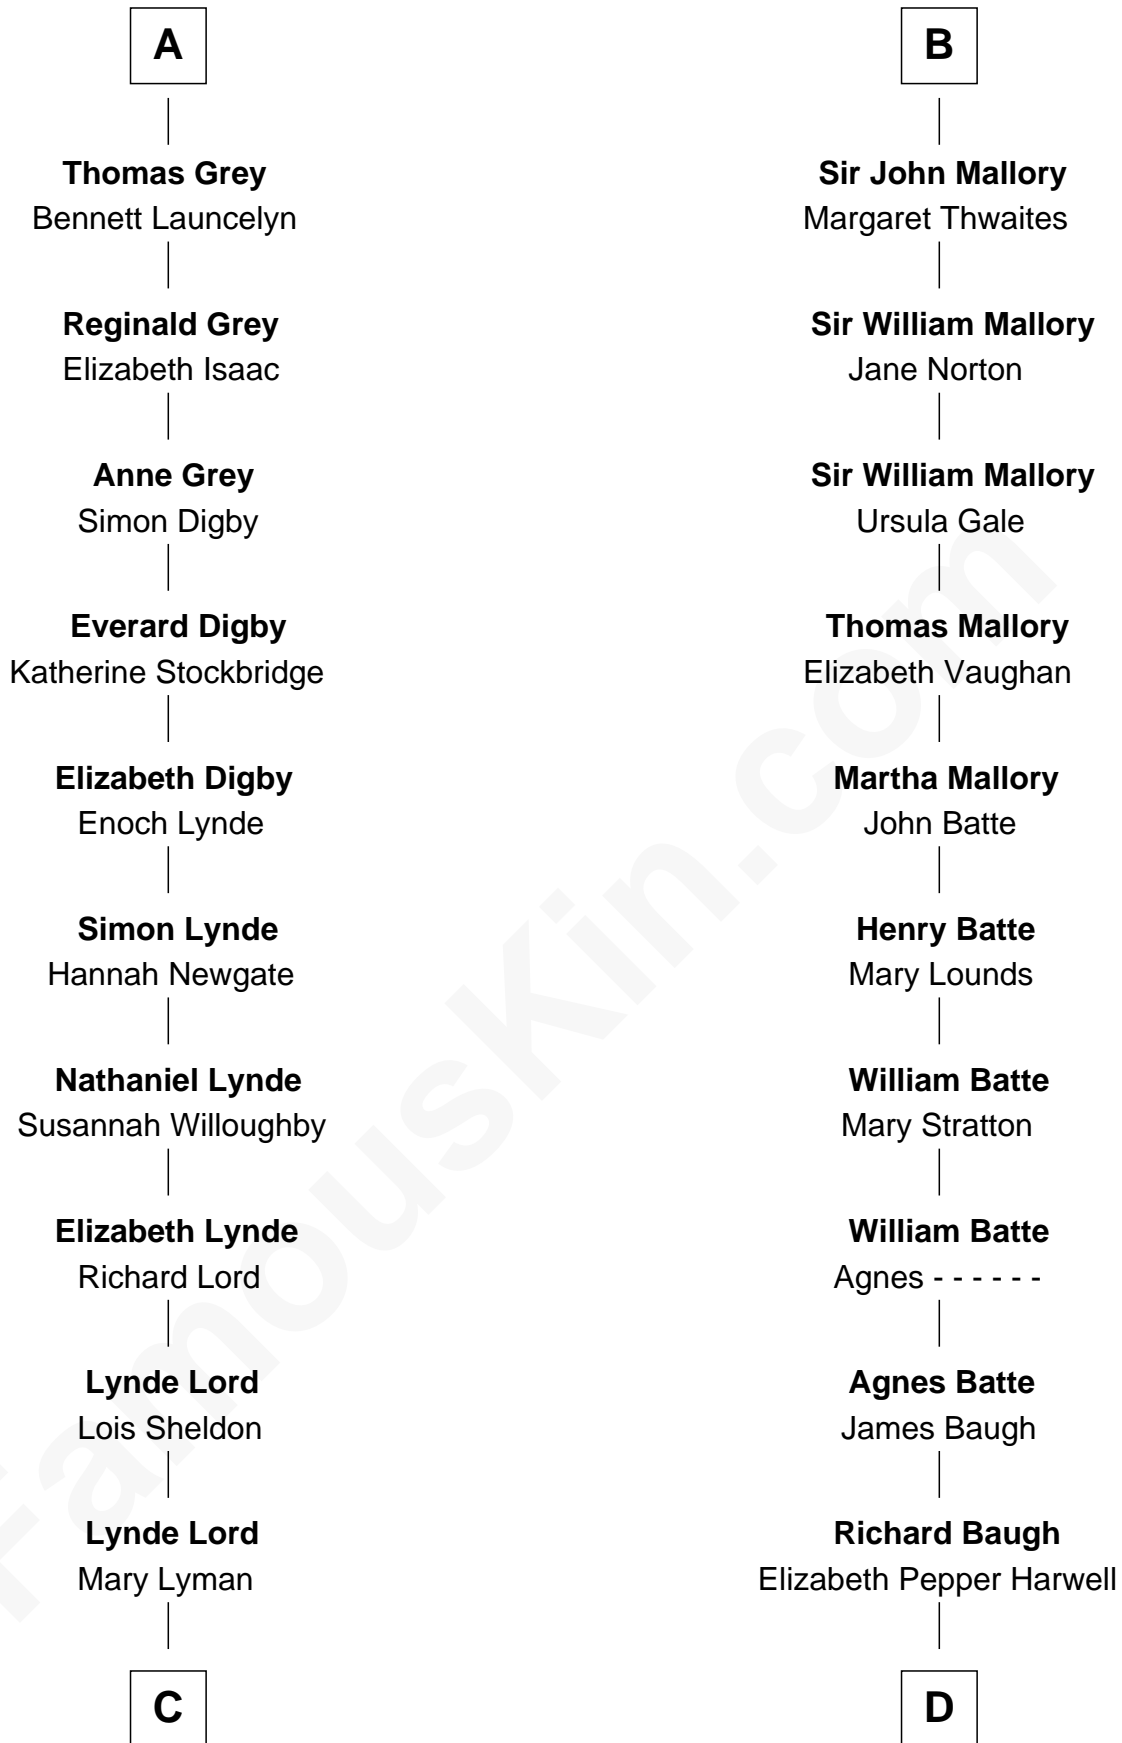 A
Thomas Grey
Bennett Launcelyn
Reginald Grey
Elizabeth Isaac
Anne Grey
Simon Digby
Everard Digby
Katherine Stockbridge
Elizabeth Digby
Enoch Lynde
Simon Lynde
Hannah Newgate
Nathaniel Lynde
Susannah Willoughby
Elizabeth Lynde
Richard Lord
Lynde Lord
Lois Sheldon
Lynde Lord
Mary Lyman
C
B
Sir John Mallory
Margaret Thwaites
Sir William Mallory
Jane Norton
Sir William Mallory
Ursula Gale
Thomas Mallory
Elizabeth Vaughan
Martha Mallory
John Batte
Henry Batte
Mary Lounds
William Batte
Mary Stratton
William Batte
Agnes - - - - - -
Agnes Batte
James Baugh
Richard Baugh
Elizabeth Pepper Harwell
D
FamousKin.com